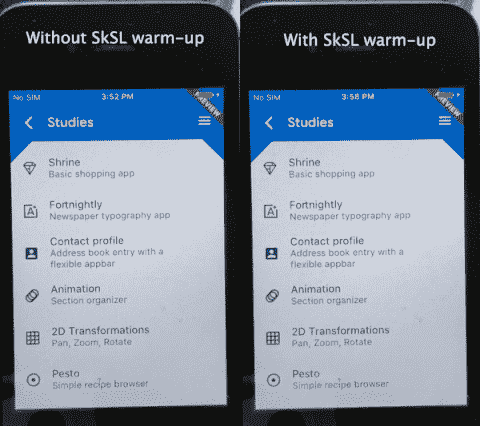 Without SkSL warm-up
No SIM
3:52 PM
Studies
Shrine
Basic shopping app
Fortnightly
Newspaper typography app
Contact profile
Address book entry with a
flexible appbar
Animation
Section organizer
2D Transformations
Pan, Zoom, Rotate
Pesto
Simple recipe browser
With SkSL warm-up
No SIM
3:58 PM
Studies
Shrine
Basic shopping app
Fortnightly
Newspaper typography app
Contact profile
Address book entry with a
flexible appbar
Animation
Section organizer
2D Transformations
Pan, Zoom, Rotate
Pesto
Simple recipe browser